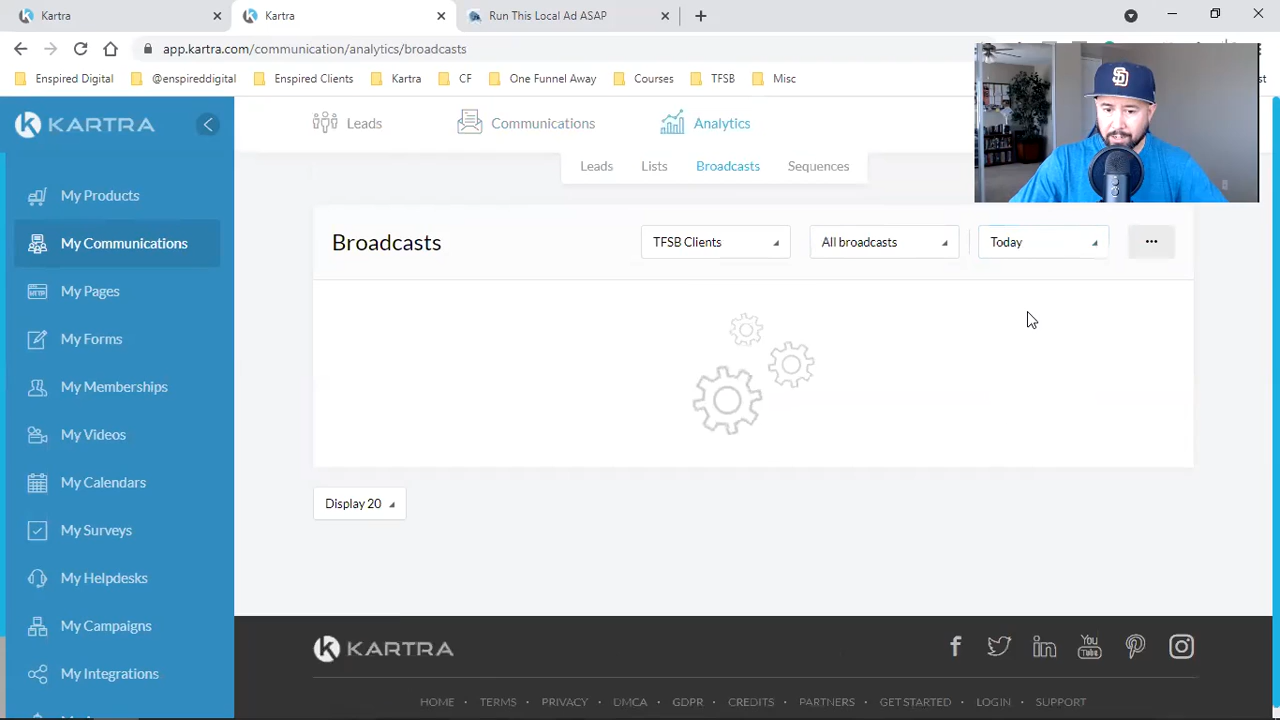 Kartra
Kartra
Run This Local Ad ASAP
app.kartra.com/communication/analytics/broadcasts
Enspired Digital
@enspireddigital
Enspired Clients
Kartra
CF
One Funnel Away
Courses
TFSB
Misc
KARTRA
Leads
Communications
Analytics
Leads
Lists
Broadcasts
Sequences
My Products
My Communications
My Pages
My Forms
My Memberships
My Videos
My Calendars
My Surveys
My Helpdesks
My Campaigns
My Integrations
Broadcasts
TFSB Clients
All broadcasts
Today
Display 20
KARTRA
You
Tube
HOME · TERMS · PRIVACY · DMCA · GDPR · CREDITS · PARTNERS · GET STARTED · LOGIN · SUPPORT